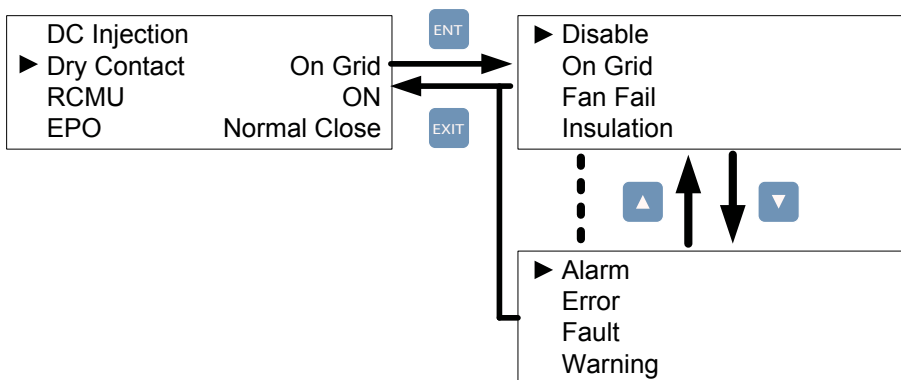 DC Injection
▶ Dry Contact On Grid
RCMU ON
EPO Normal Close
ENT
EXIT
▶ Disable
On Grid
Fan Fail
Insulation
▲ ▼
▶ Alarm
Error
Fault
Warning